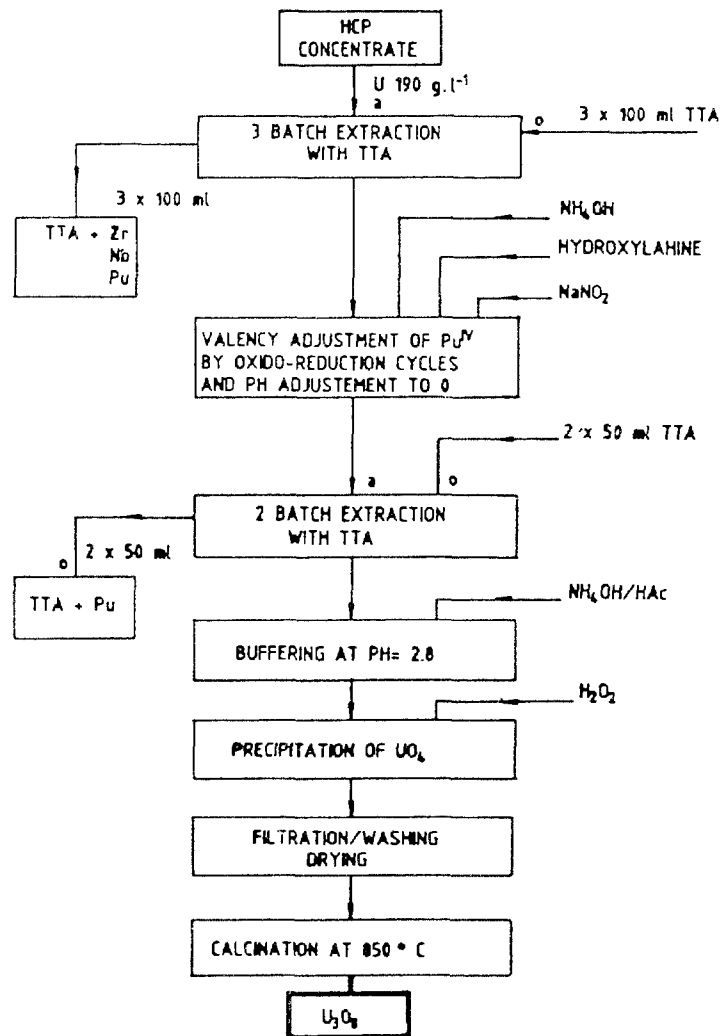 HCP
CONCENTRATE
U 190 g.l⁻¹
a
o
3 x 100 ml TTA
3 BATCH EXTRACTION
WITH TTA
3 x 100 ml
TTA + Zr
Nb
Pu
NH₄OH
HYDROXYLAHINE
NaNO₂
VALENCY ADJUSTMENT OF Pu^IV
BY OXIDO-REDUCTION CYCLES
AND PH ADJUSTEMENT TO 0
2 x 50 ml TTA
a
o
2 BATCH EXTRACTION
WITH TTA
o
2 x 50 ml
TTA + Pu
NH₄OH/HAc
BUFFERING AT PH= 2.8
H₂O₂
PRECIPITATION OF UO₄
FILTRATION/WASHING
DRYING
CALCINATION AT 850 ° C
U₃O₈